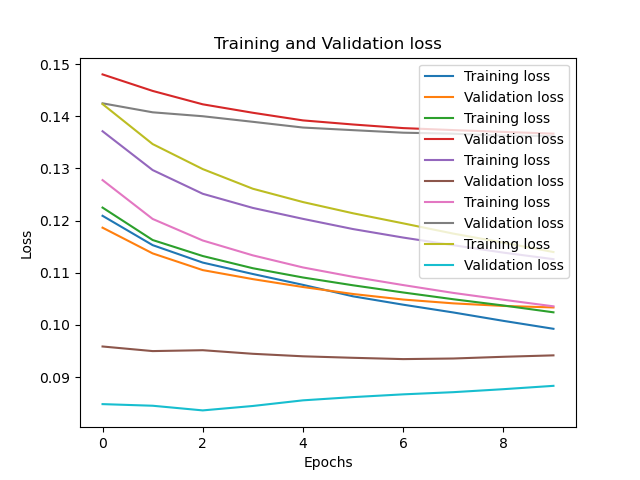 Training and Validation loss
0.15
0.14
0.13
0.12
0.11
0.10
0.09
Loss
Training loss
Validation loss
Training loss
Validation loss
Training loss
Validation loss
Training loss
Validation loss
Training loss
Validation loss
0 2 4 6 8
Epochs